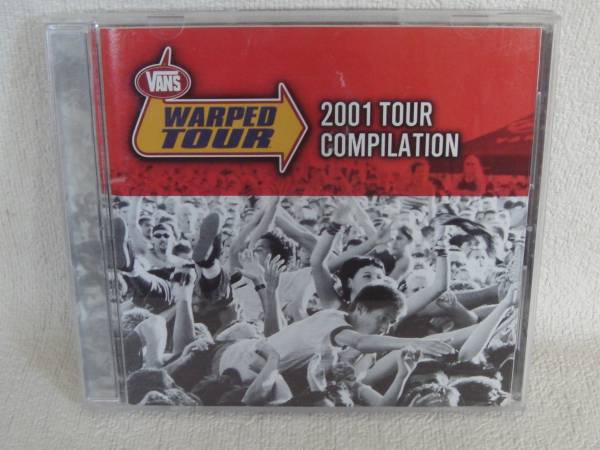 VANS
WARPED
TOUR
2001 TOUR
COMPILATION